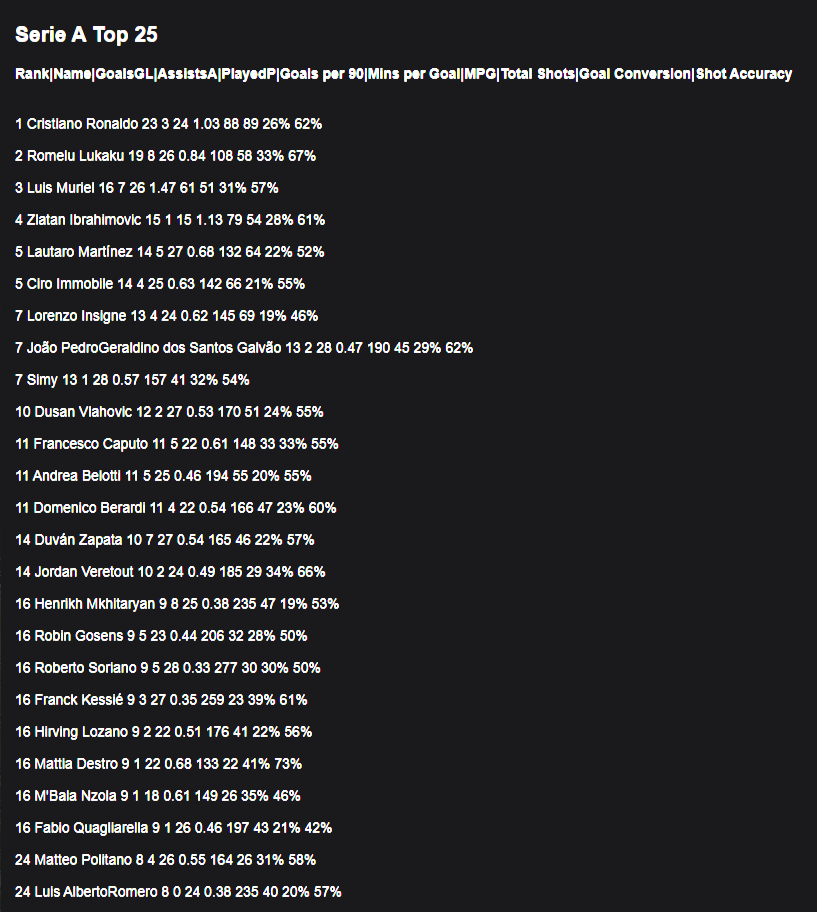 Serie A Top 25
Rank|Name|GoalsGL|AssistsA|PlayedP|Goals per 90|Mins per Goal|MPG|Total Shots|Goal Conversion|Shot Accuracy
1 Cristiano Ronaldo 23 3 24 1.03 88 89 26% 62%
2 Romelu Lukaku 19 8 26 0.84 108 58 33% 67%
3 Luis Muriel 16 7 26 1.47 61 51 31% 57%
4 Zlatan Ibrahimovic 15 1 15 1.13 79 54 28% 61%
5 Lautaro Martínez 14 5 27 0.68 132 64 22% 52%
5 Ciro Immobile 14 4 25 0.63 142 66 21% 55%
7 Lorenzo Insigne 13 4 24 0.62 145 69 19% 46%
7 João PedroGeraldino dos Santos Galvão 13 2 28 0.47 190 45 29% 62%
7 Simy 13 1 28 0.57 157 41 32% 54%
10 Dusan Vlahovic 12 2 27 0.53 170 51 24% 55%
11 Francesco Caputo 11 5 22 0.61 148 33 33% 55%
11 Andrea Belotti 11 5 25 0.46 194 55 20% 55%
11 Domenico Berardi 11 4 22 0.54 166 47 23% 60%
14 Duván Zapata 10 7 27 0.54 165 46 22% 57%
14 Jordan Veretout 10 2 24 0.49 185 29 34% 66%
16 Henrikh Mkhitaryan 9 8 25 0.38 235 47 19% 53%
16 Robin Gosens 9 5 23 0.44 206 32 28% 50%
16 Roberto Soriano 9 5 28 0.33 277 30 30% 50%
16 Franck Kessié 9 3 27 0.35 259 23 39% 61%
16 Hirving Lozano 9 2 22 0.51 176 41 22% 56%
16 Mattia Destro 9 1 22 0.68 133 22 41% 73%
16 M'Bala Nzola 9 1 18 0.61 149 26 35% 46%
16 Fabio Quagliarella 9 1 26 0.46 197 43 21% 42%
24 Matteo Politano 8 4 26 0.55 164 26 31% 58%
24 Luis AlbertoRomero 8 0 24 0.38 235 40 20% 57%